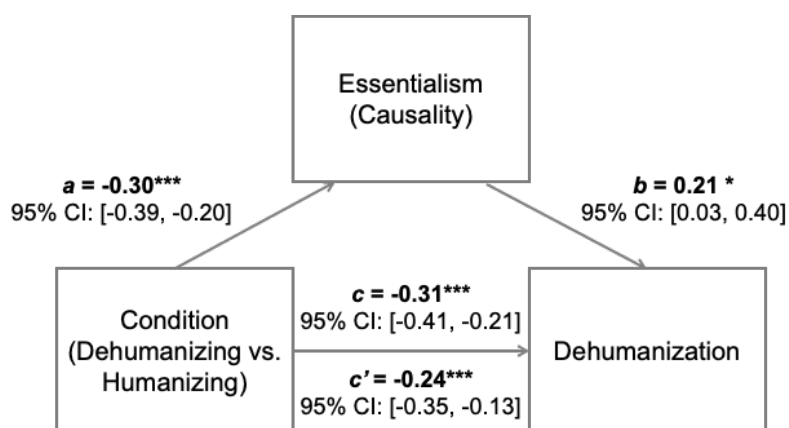 Essentialism
(Causality)
a = -0.30***
95% CI: [-0.39, -0.20]
b = 0.21 *
95% CI: [0.03, 0.40]
Condition
(Dehumanizing vs.
Humanizing)
c = -0.31***
95% CI: [-0.41, -0.21]
c' = -0.24***
95% CI: [-0.35, -0.13]
Dehumanization